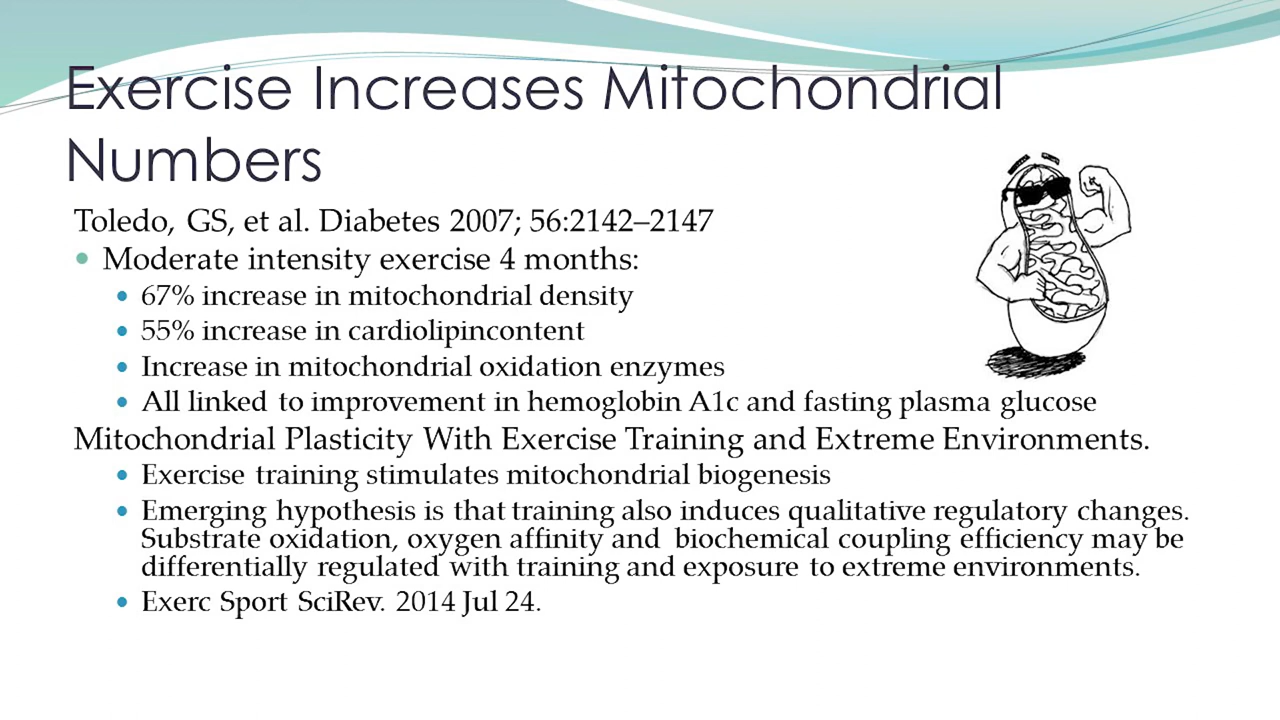 Exercise Increases Mitochondrial
Numbers
Toledo, GS, et al. Diabetes 2007; 56:2142–2147
• Moderate intensity exercise 4 months:
• 67% increase in mitochondrial density
• 55% increase in cardiolipincontent
• Increase in mitochondrial oxidation enzymes
• All linked to improvement in hemoglobin A1c and fasting plasma glucose
Mitochondrial Plasticity With Exercise Training and Extreme Environments.
• Exercise training stimulates mitochondrial biogenesis
• Emerging hypothesis is that training also induces qualitative regulatory changes.
Substrate oxidation, oxygen affinity and biochemical coupling efficiency may be
differentially regulated with training and exposure to extreme environments.
• Exerc Sport SciRev. 2014 Jul 24.